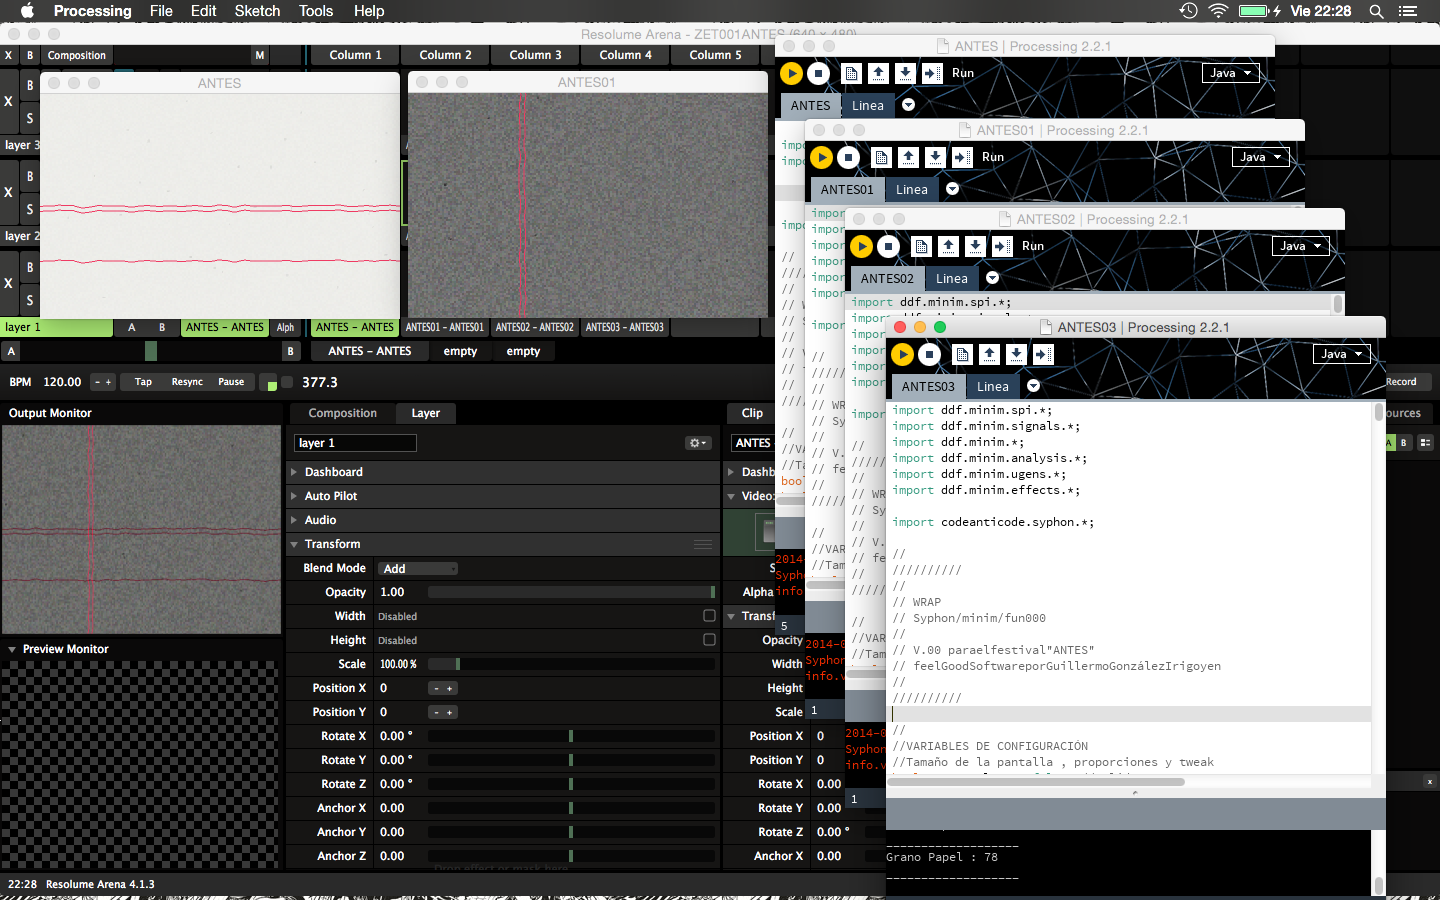 Processing File Edit Sketch Tools Help
Vie 22:28
Resolume Arena - ZET001ANTES (640 x 480)
X B Composition M Column 1 Column 2 Column 3 Column 4 Column 5
ANTES
ANTES01
X B S
layer 3
X B S
layer 2
X B S
layer 1 A B ANTES - ANTES Alph ANTES - ANTES ANTES01 - ANTES01 ANTES02 - ANTES02 ANTES03 - ANTES03
A B ANTES - ANTES empty empty
BPM 120.00 - + Tap Resync Pause 377.3
Record
Output Monitor
Composition Layer
Clip
layer 1
ANTES -
Dashboard
Auto Pilot
Audio
Transform
Blend Mode Add
Opacity 1.00
Width Disabled
Height Disabled
Scale 100.00 %
Position X 0 - +
Position Y 0 - +
Rotate X 0.00 °
Rotate Y 0.00 °
Rotate Z 0.00 °
Anchor X 0.00
Anchor Y 0.00
Anchor Z 0.00
Drop effect or mask here
Preview Monitor
Dashb
Video:
Alpha
Transf
Opacity
Width
Height
Scale
Position X 0
Position Y 0
Rotate X 0.00
Rotate Y 0.00
Rotate Z 0.00 °
Anchor X 0.00
22:28 Resolume Arena 4.1.3
ANTES | Processing 2.2.1
Run
Java
ANTES Linea
ANTES01 | Processing 2.2.1
Run
Java
ANTES01 Linea
ANTES02 | Processing 2.2.1
Run
Java
ANTES02 Linea
import ddf.minim.spi.*;
ANTES03 | Processing 2.2.1
Java
ANTES03 Linea
import ddf.minim.spi.*;
import ddf.minim.signals.*;
import ddf.minim.*;
import ddf.minim.analysis.*;
import ddf.minim.ugens.*;
import ddf.minim.effects.*;
import codeanticode.syphon.*;
//
//////////
//
// WRAP
// Syphon/minim/fun000
//
// V.00 paraelfestival"ANTES"
// feelGoodSoftwareporGuillermoGonzálezIrigoyen
//
//////////
//
//VARIABLES DE CONFIGURACIÓN
//Tamaño de la pantalla , proporciones y tweak
-------------------
Grano Papel : 78
-------------------